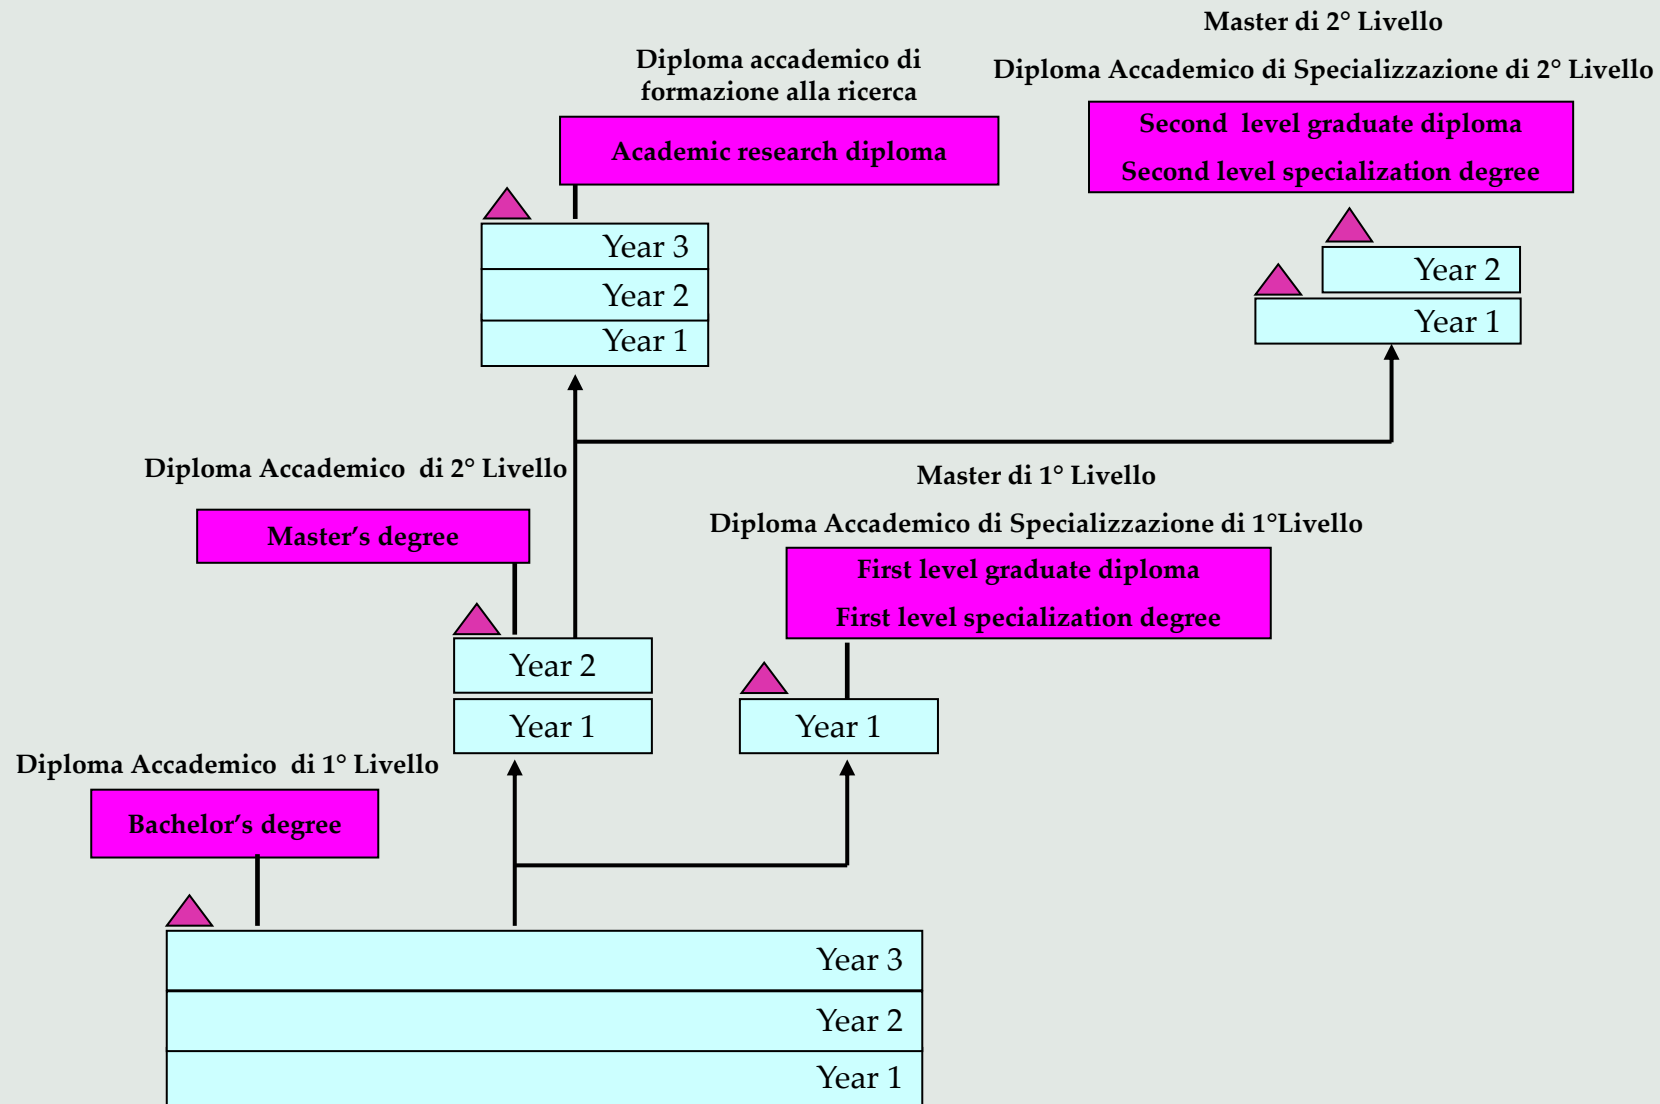 Master di 2° Livello
Diploma Accademico di Specializzazione di 2° Livello
Second level graduate diploma
Second level specialization degree
Year 2
Year 1
Diploma accademico di
formazione alla ricerca
Academic research diploma
Year 3
Year 2
Year 1
Diploma Accademico di 2° Livello
Master’s degree
Year 2
Year 1
Master di 1° Livello
Diploma Accademico di Specializzazione di 1°Livello
First level graduate diploma
First level specialization degree
Year 1
Diploma Accademico di 1° Livello
Bachelor’s degree
Year 3
Year 2
Year 1